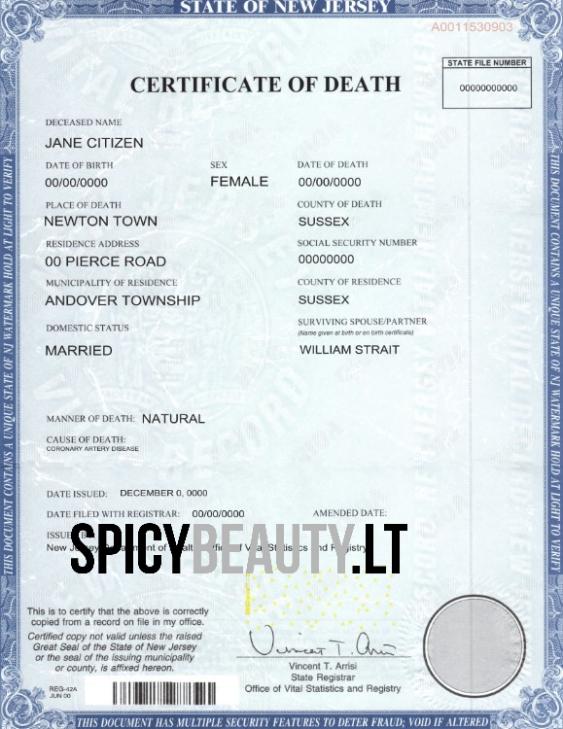 STATE OF NEW JERSEY
A0011530903
STATE FILE NUMBER
00000000000
CERTIFICATE OF DEATH
DECEASED NAME
JANE CITIZEN
DATE OF BIRTH SEX DATE OF DEATH
00/00/0000 FEMALE 00/00/0000
PLACE OF DEATH COUNTY OF DEATH
NEWTON TOWN SUSSEX
RESIDENCE ADDRESS SOCIAL SECURITY NUMBER
00 PIERCE ROAD 00000000
MUNICIPALITY OF RESIDENCE COUNTY OF RESIDENCE
ANDOVER TOWNSHIP SUSSEX
DOMESTIC STATUS SURVIVING SPOUSE/PARTNER
(Name given at birth or on birth certificate)
MARRIED WILLIAM STRAIT
MANNER OF DEATH: NATURAL
CAUSE OF DEATH:
CORONARY ARTERY DISEASE
DATE ISSUED: DECEMBER 0, 0000
DATE FILED WITH REGISTRAR: 00/00/0000 AMENDED DATE:
SPICYBEAUTY.LT
New of Vital Statistics and Registry
This is to certify that the above is correctly
copied from a record on file in my office.
Certified copy not valid unless the raised
Great Seal of the State of New Jersey
or the seal of the issuing municipality
or county, is affixed hereon.
Vincent T. Arrisi
Vincent T. Arrisi
State Registrar
Office of Vital Statistics and Registry
REG-42A
JUN 00
THIS DOCUMENT CONTAINS A UNIQUE STATE OF NJ WATERMARK HOLD AT LIGHT TO VERIFY
THIS DOCUMENT CONTAINS A UNIQUE STATE OF NJ WATERMARK HOLD AT LIGHT TO VERIFY
THIS DOCUMENT HAS MULTIPLE SECURITY FEATURES TO DETER FRAUD; VOID IF ALTERED